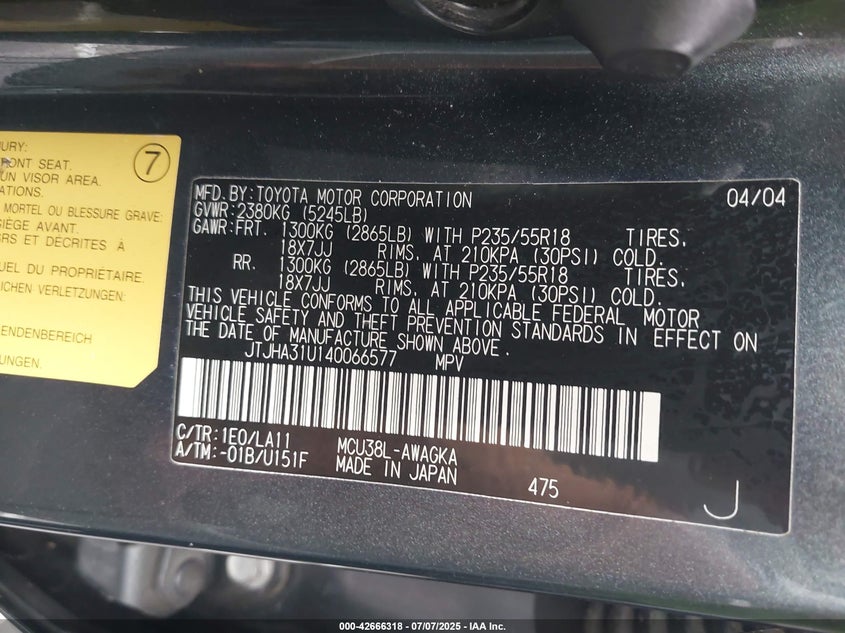 URY:
RONT SEAT.
UN VISOR AREA.
ATIONS.
MORTEL OU BLESSURE GRAVE:
IÈGE AVANT.
RS ET DÉCRITES À
UEL DU PROPRIÉTAIRE.
LICHEN VERLETZUNGEN:
ENDENBEREICH
UNGEN.
7
MFD. BY: TOYOTA MOTOR CORPORATION 04/04
GVWR: 2380KG (5245LB)
GAWR: FRT. 1300KG (2865LB) WITH P235/55R18 TIRES.
18X7JJ RIMS. AT 210KPA (30PSI) COLD.
RR. 1300KG (2865LB) WITH P235/55R18 TIRES.
18X7JJ RIMS. AT 210KPA (30PSI) COLD.
THIS VEHICLE CONFORMS TO ALL APPLICABLE FEDERAL MOTOR
VEHICLE SAFETY AND THEFT PREVENTION STANDARDS IN EFFECT ON
THE DATE OF MANUFACTURE SHOWN ABOVE.
JTJHA31U140066577 MPV
C/TR: 1E0/LA11 MCU38L-AWAGKA
A/TM: -01B/U151F MADE IN JAPAN
475
J
000-42666318 - 07/07/2025 - IAA Inc.